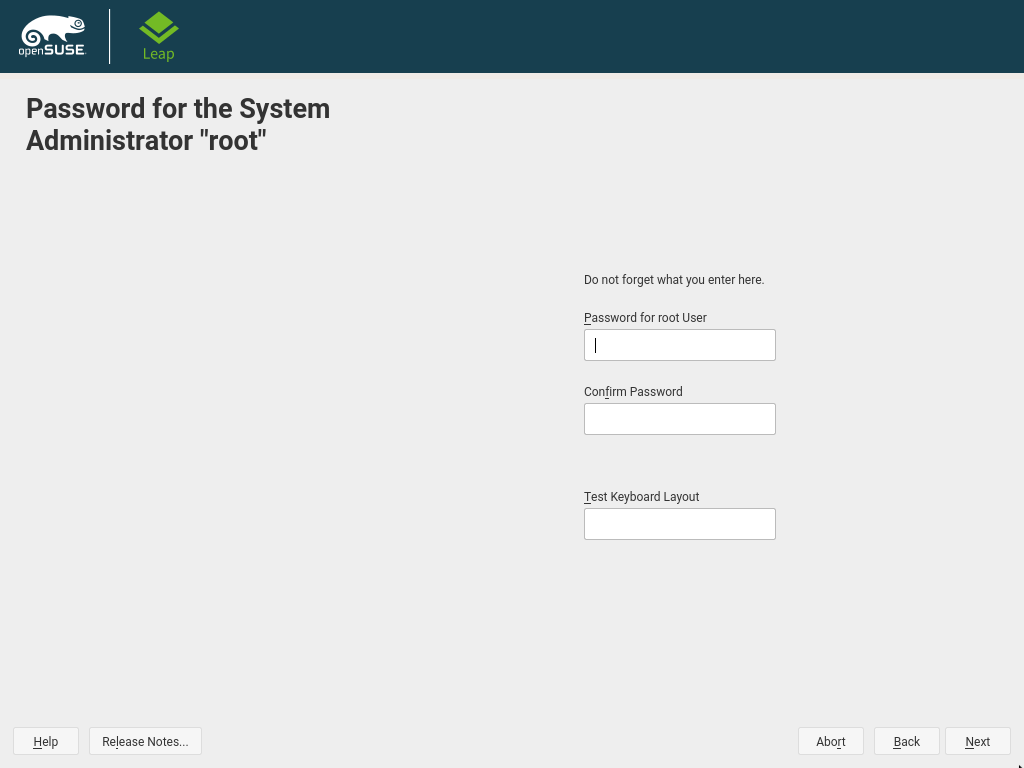 openSUSE.
Leap
Password for the System
Administrator "root"
Do not forget what you enter here.
Password for root User
Confirm Password
Test Keyboard Layout
Help
Release Notes...
Abort
Back
Next